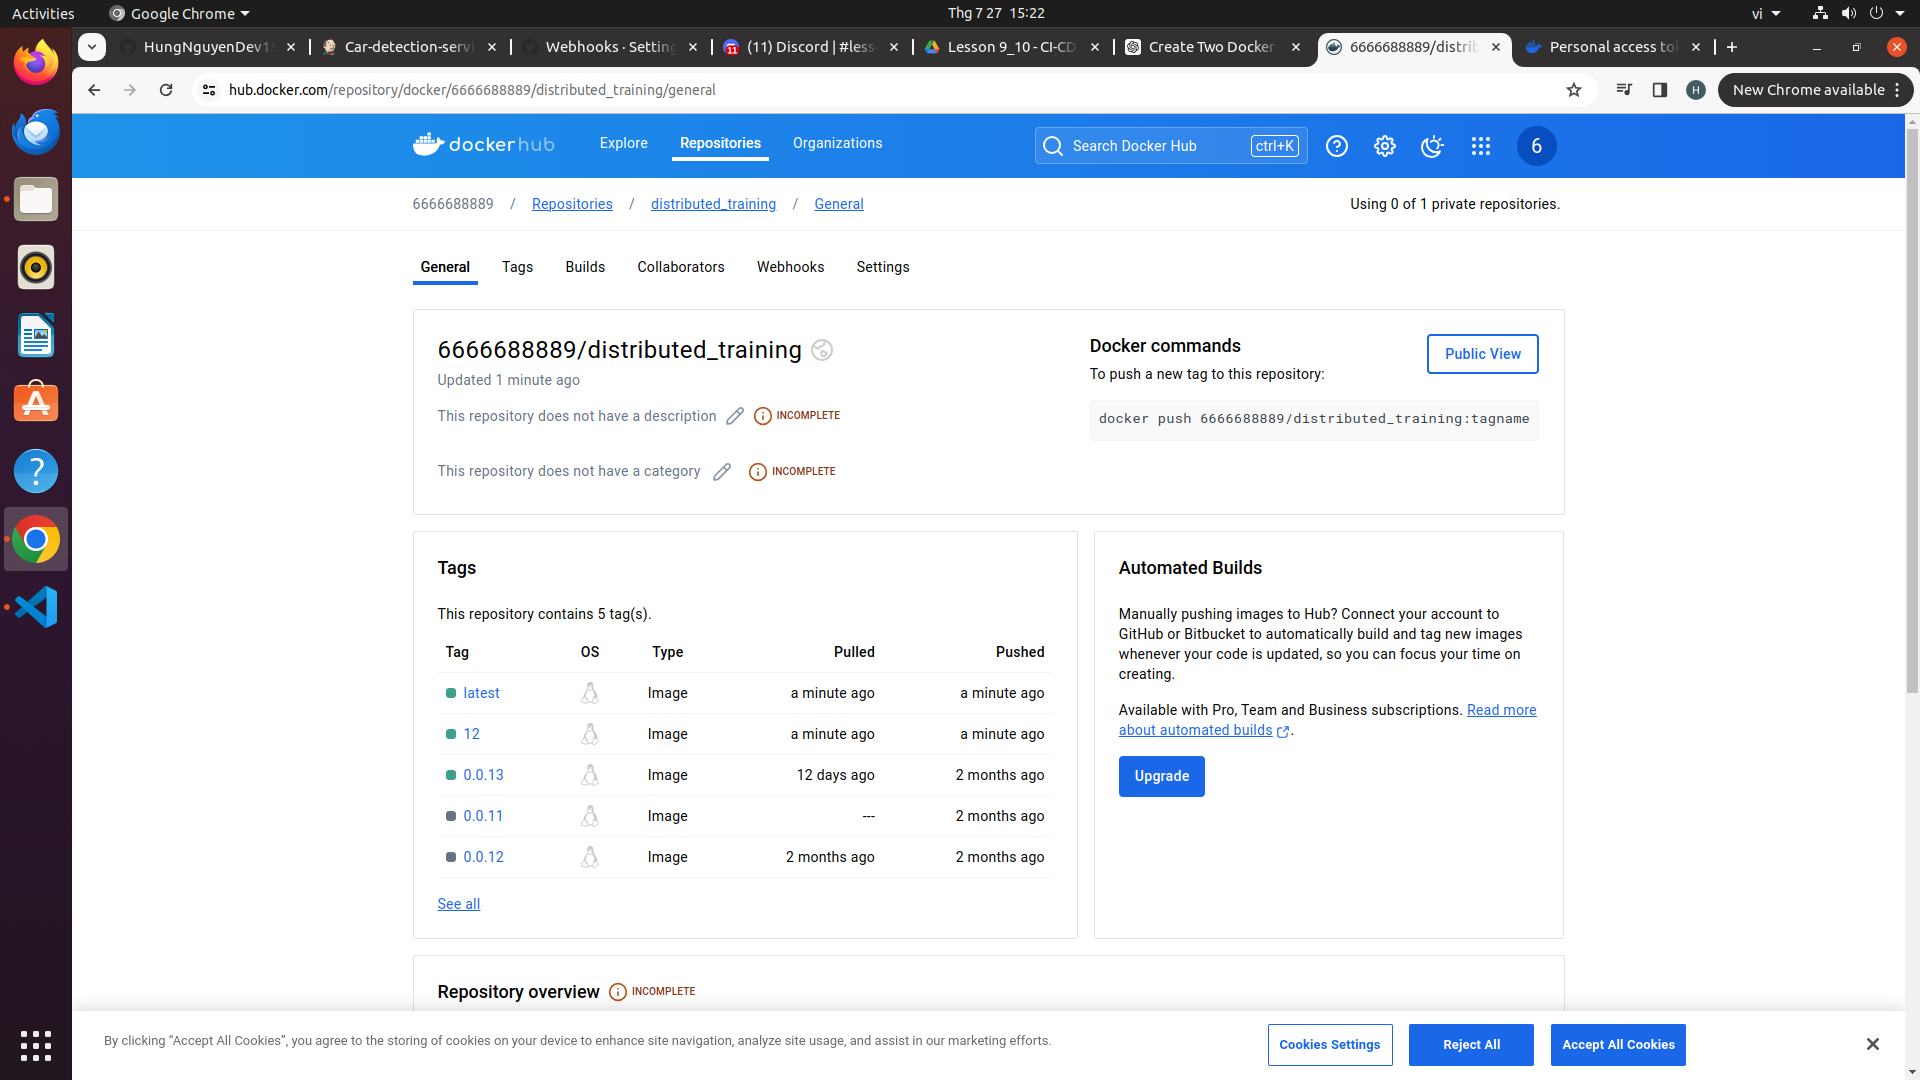 Activities
Google Chrome
Thg 7 27 15:22
vi
HungNguyenDev1
Car-detection-servi
Webhooks · Setting
(11) Discord | #less
Lesson 9_10 - CI-CD
Create Two Docker
6666688889/distrib
Personal access to
hub.docker.com/repository/docker/6666688889/distributed_training/general
H
New Chrome available
dockerhub
Explore
Repositories
Organizations
Search Docker Hub
ctrl+K
6
6666688889 / Repositories / distributed_training / General
Using 0 of 1 private repositories.
General
Tags
Builds
Collaborators
Webhooks
Settings
6666688889/distributed_training
Updated 1 minute ago
This repository does not have a description
INCOMPLETE
This repository does not have a category
INCOMPLETE
Docker commands
Public View
To push a new tag to this repository:
docker push 6666688889/distributed_training:tagname
Tags
This repository contains 5 tag(s).
Tag OS Type Pulled Pushed
latest Image a minute ago a minute ago
12 Image a minute ago a minute ago
0.0.13 Image 12 days ago 2 months ago
0.0.11 Image --- 2 months ago
0.0.12 Image 2 months ago 2 months ago
See all
Automated Builds
Manually pushing images to Hub? Connect your account to
GitHub or Bitbucket to automatically build and tag new images
whenever your code is updated, so you can focus your time on
creating.
Available with Pro, Team and Business subscriptions. Read more
about automated builds .
Upgrade
Repository overview
INCOMPLETE
By clicking “Accept All Cookies”, you agree to the storing of cookies on your device to enhance site navigation, analyze site usage, and assist in our marketing efforts.
Cookies Settings
Reject All
Accept All Cookies